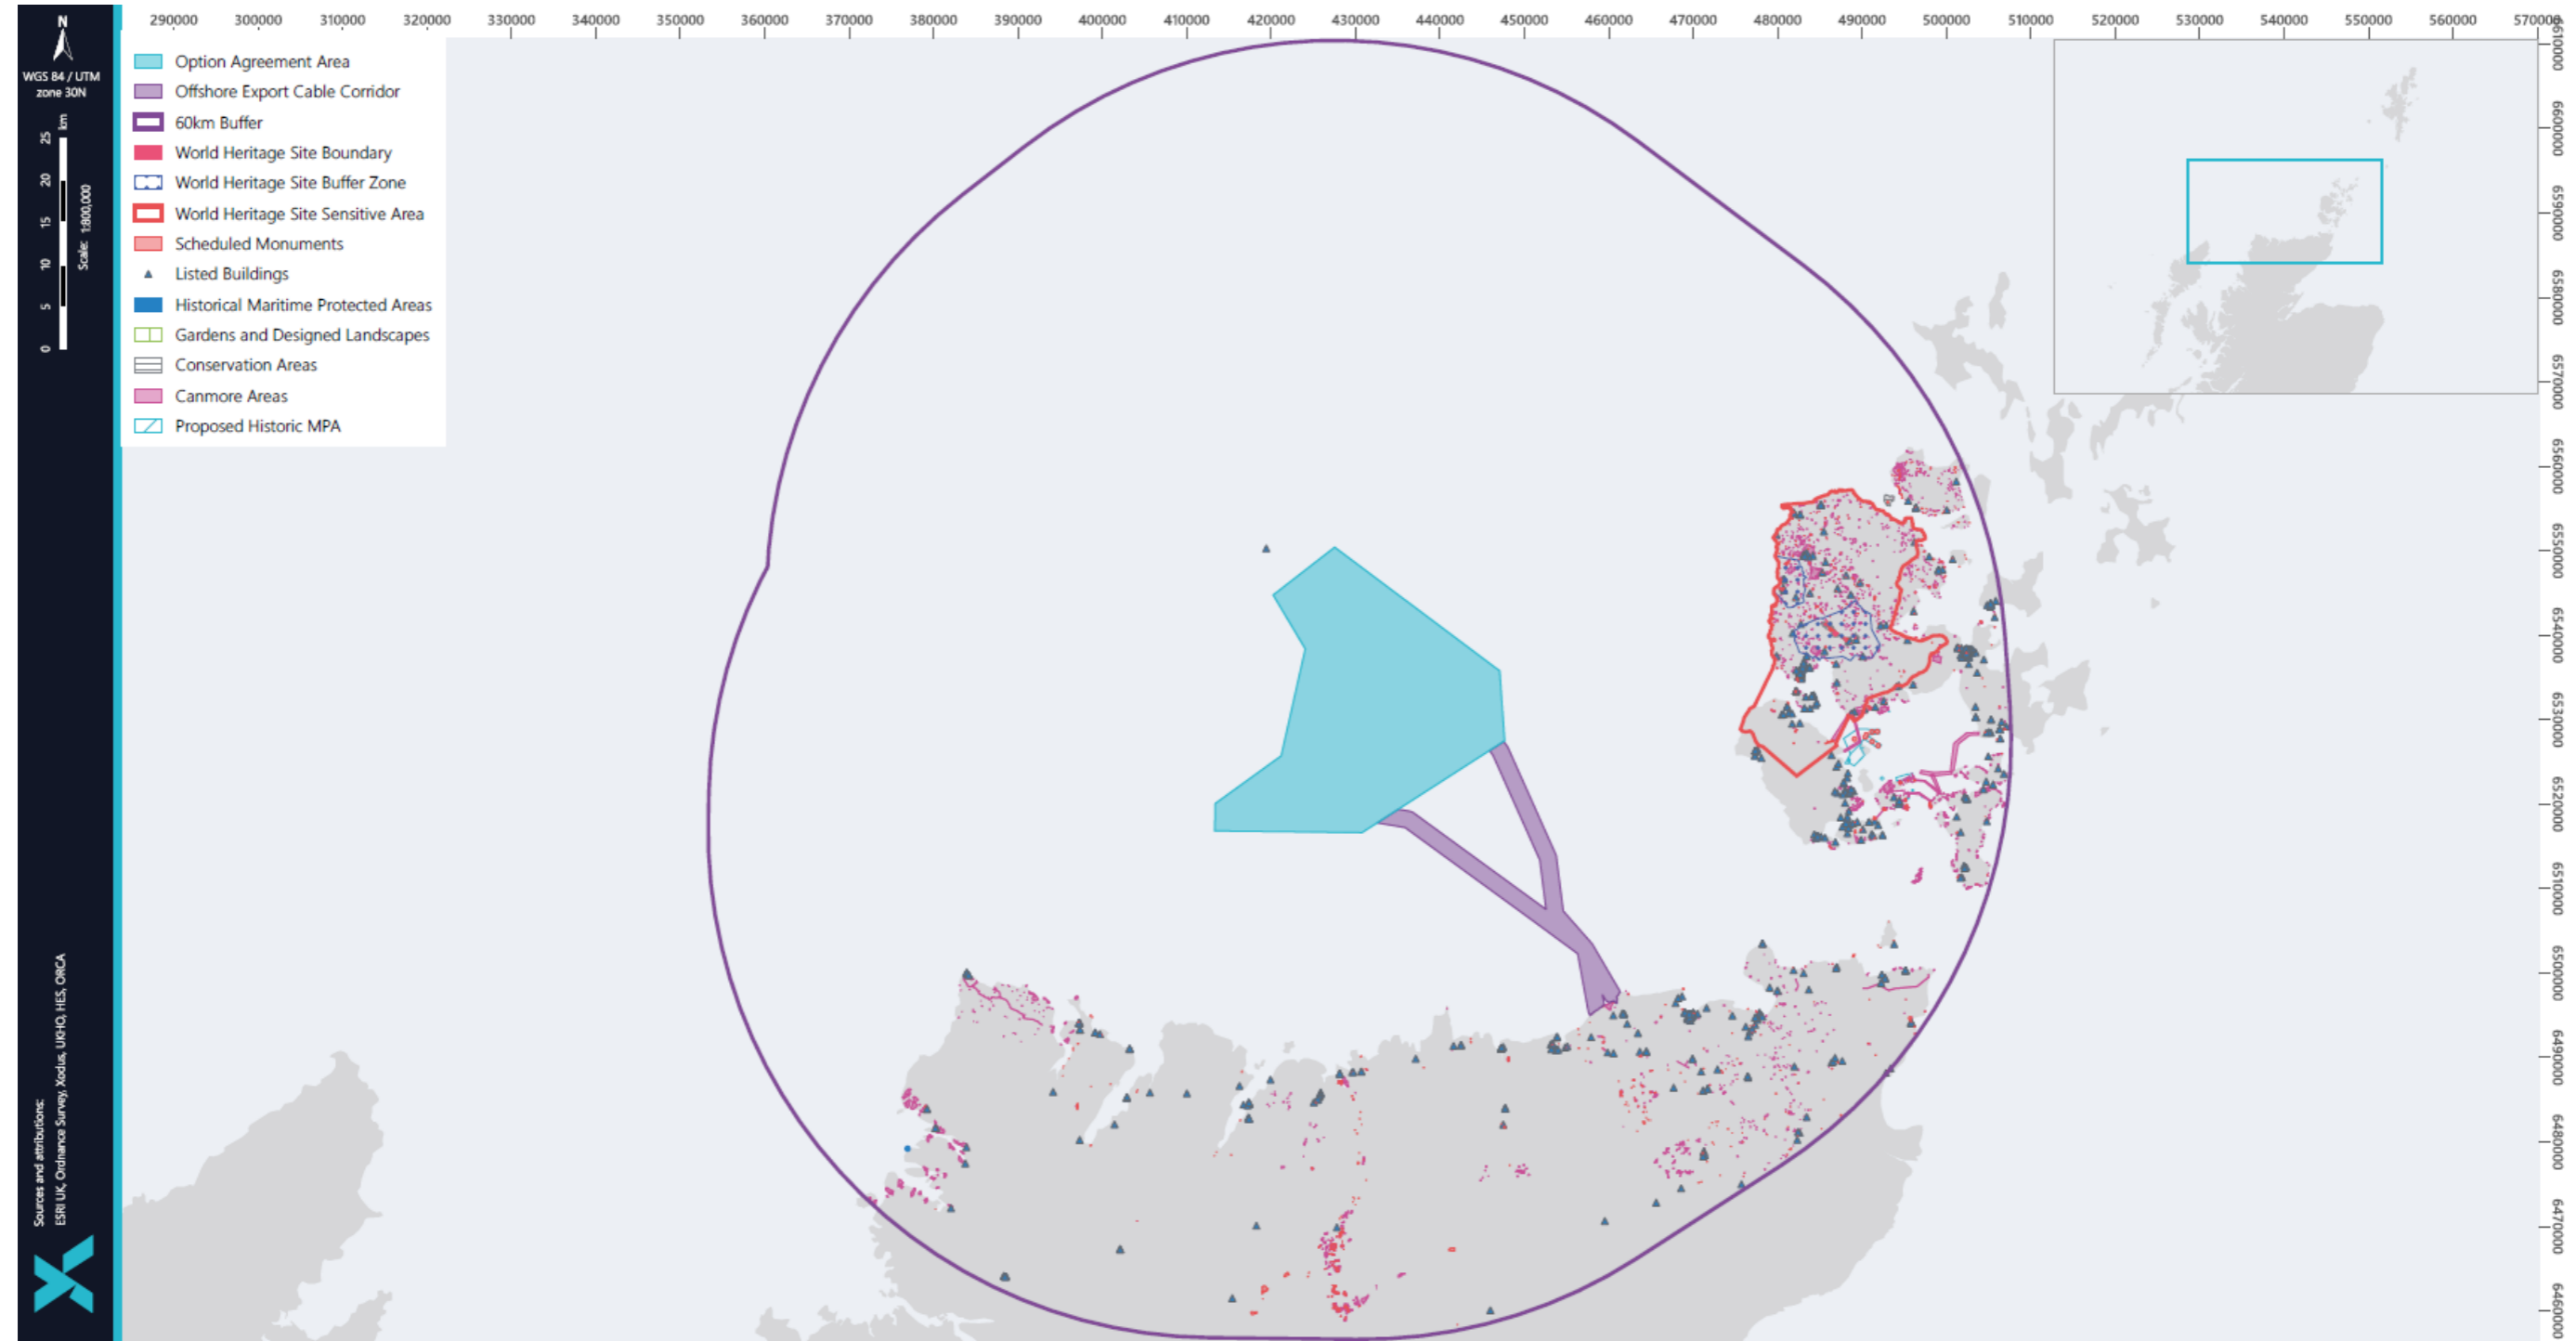 N
WGS 84 / UTM
zone 30N
km
25
20
15
10
5
0
Scale: 1:800,000
Sources and attributions:
ESRI UK, Ordnance Survey, Xodus, UKHO, HES, ORCA
Option Agreement Area
Offshore Export Cable Corridor
60km Buffer
World Heritage Site Boundary
World Heritage Site Buffer Zone
World Heritage Site Sensitive Area
Scheduled Monuments
Listed Buildings
Historical Maritime Protected Areas
Gardens and Designed Landscapes
Conservation Areas
Canmore Areas
Proposed Historic MPA
290000 300000 310000 320000 330000 340000 350000 360000 370000 380000 390000 400000 410000 420000 430000 440000 450000 460000 470000 480000 490000 500000 510000 520000 530000 540000 550000 560000 570000
6610000
6600000
6590000
6580000
6570000
6560000
6550000
6540000
6530000
6520000
6510000
6500000
6490000
6480000
6470000
6460000